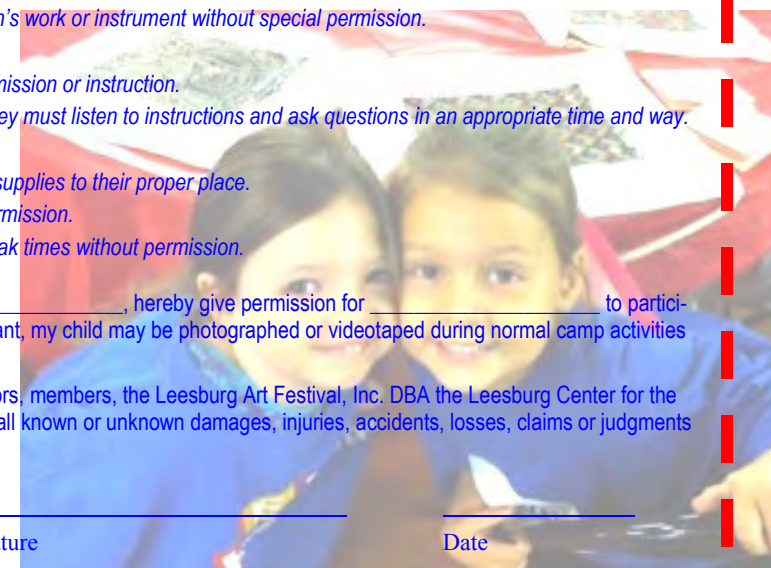 n's work or instrument without special permission.
mission or instruction.
ey must listen to instructions and ask questions in an appropriate time and way.
supplies to their proper place.
rmission.
ak times without permission.
_____________, hereby give permission for ________________________ to partici-
ant, my child may be photographed or videotaped during normal camp activities
ors, members, the Leesburg Art Festival, Inc. DBA the Leesburg Center for the
all known or unknown damages, injuries, accidents, losses, claims or judgments
ature Date